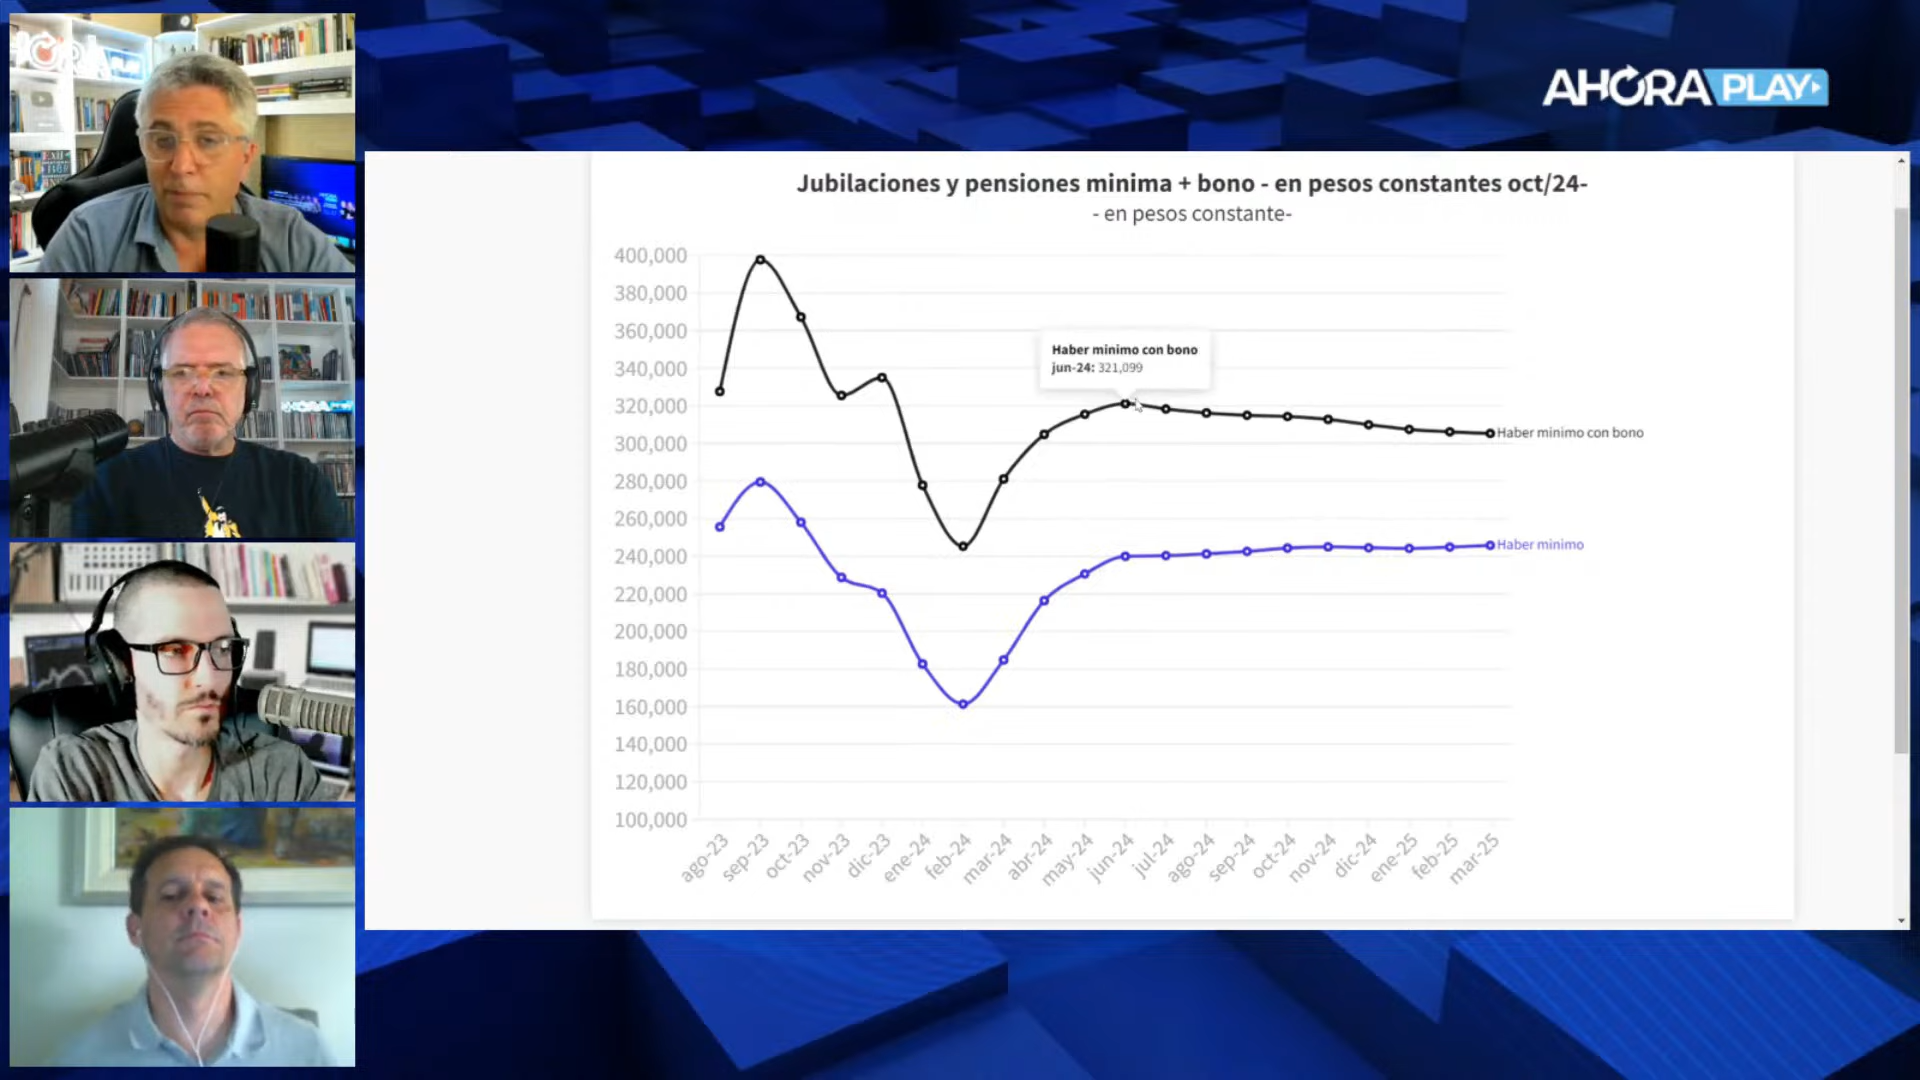 AHORA PLAY
Jubilaciones y pensiones minima + bono - en pesos constantes oct/24-
- en pesos constante-
400,000
380,000
360,000
340,000
320,000
300,000
280,000
260,000
240,000
220,000
200,000
180,000
160,000
140,000
120,000
100,000
Haber minimo con bono
jun-24: 321,099
Haber minimo con bono
Haber minimo
ago-23
sep-23
oct-23
nov-23
dic-23
ene-24
feb-24
mar-24
abr-24
may-24
jun-24
jul-24
ago-24
sep-24
oct-24
nov-24
dic-24
ene-25
feb-25
mar-25